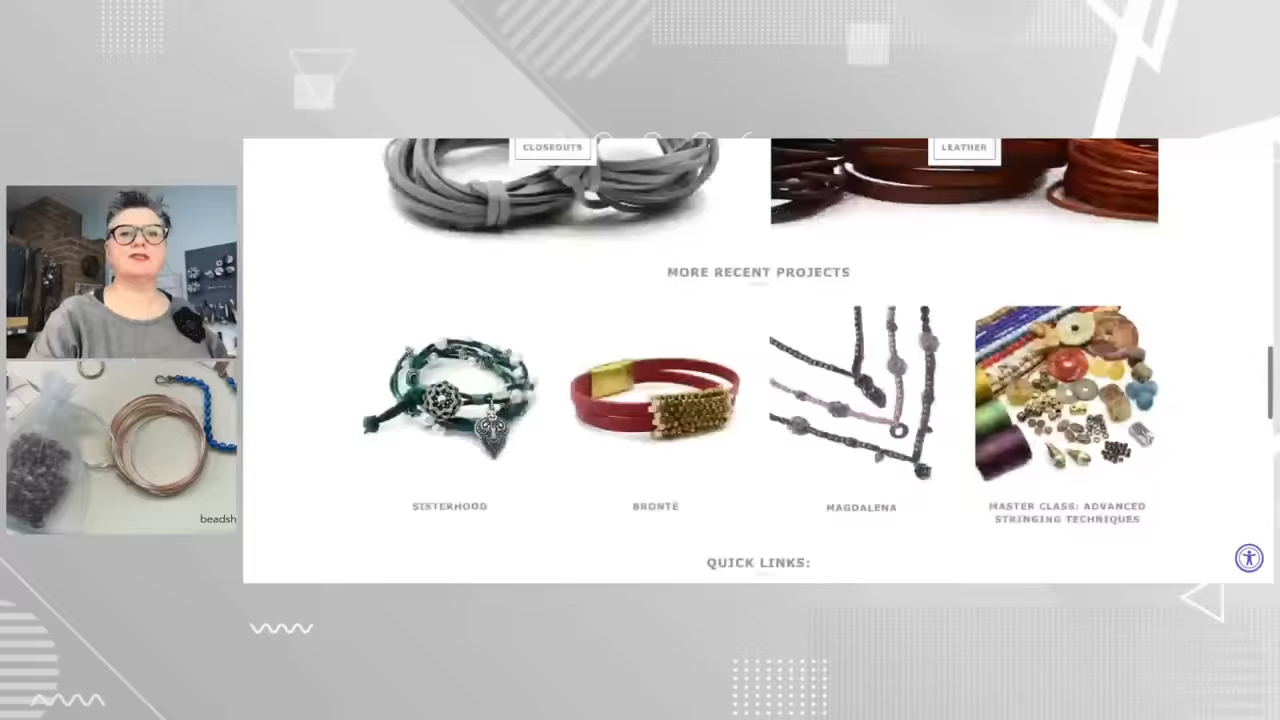 CLOSEOUTS
LEATHER
MORE RECENT PROJECTS
SISTERHOOD
BRONTË
MAGDALENA
MASTER CLASS: ADVANCED
STRINGING TECHNIQUES
QUICK LINKS:
beadsh